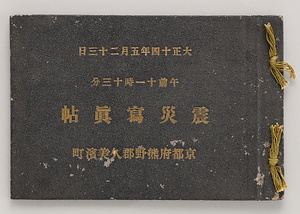 日三十二月五年四十正大
分三十時一十前午
帖眞寫災震
町濱美久郡野熊府都京